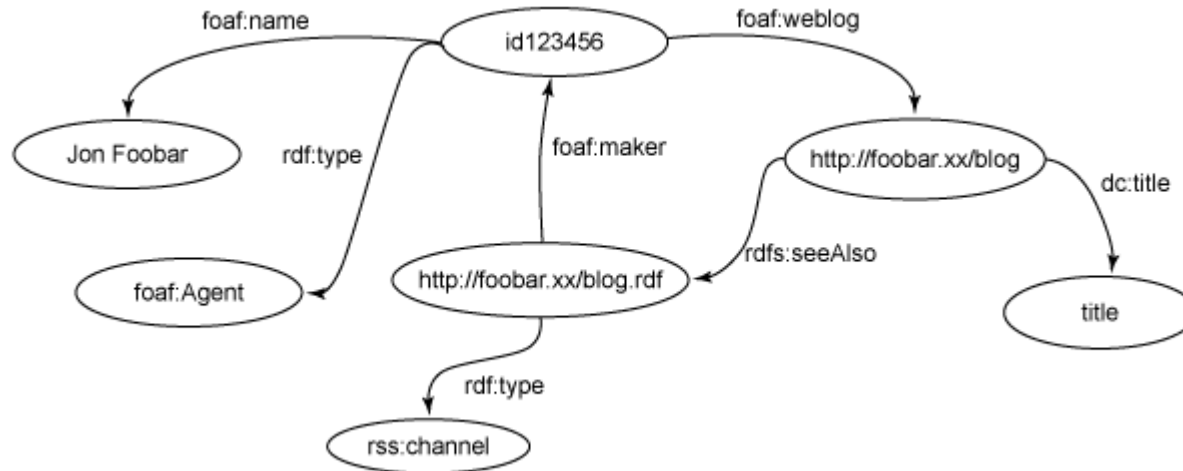 foaf:name
id123456
foaf:weblog
Jon Foobar
rdf:type
foaf:maker
http://foobar.xx/blog
dc:title
rdfs:seeAlso
foaf:Agent
http://foobar.xx/blog.rdf
title
rdf:type
rss:channel